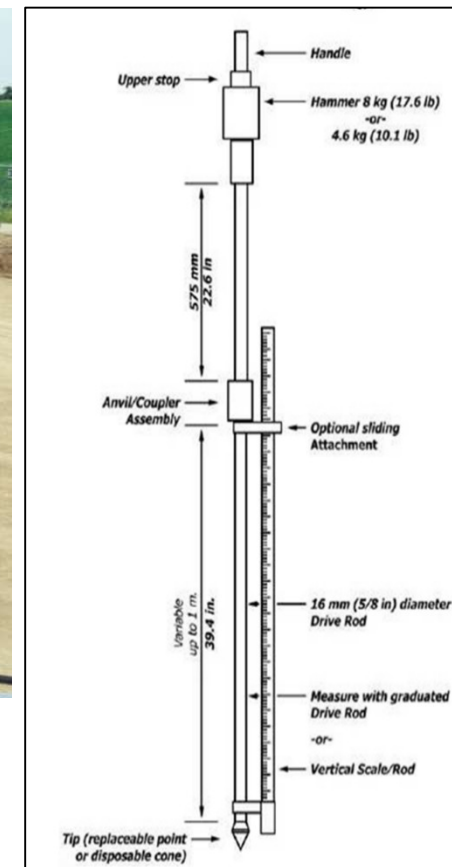 Handle
Upper stop
Hammer 8 kg (17.6 lb)
-or-
4.6 kg (10.1 lb)
575 mm
22.6 in
Anvil/Coupler
Assembly
Optional sliding
Attachment
Variable
up to 1 m.
39.4 in.
16 mm (5/8 in) diameter
Drive Rod
Measure with graduated
Drive Rod
-or-
Vertical Scale/Rod
Tip (replaceable point
or disposable cone)